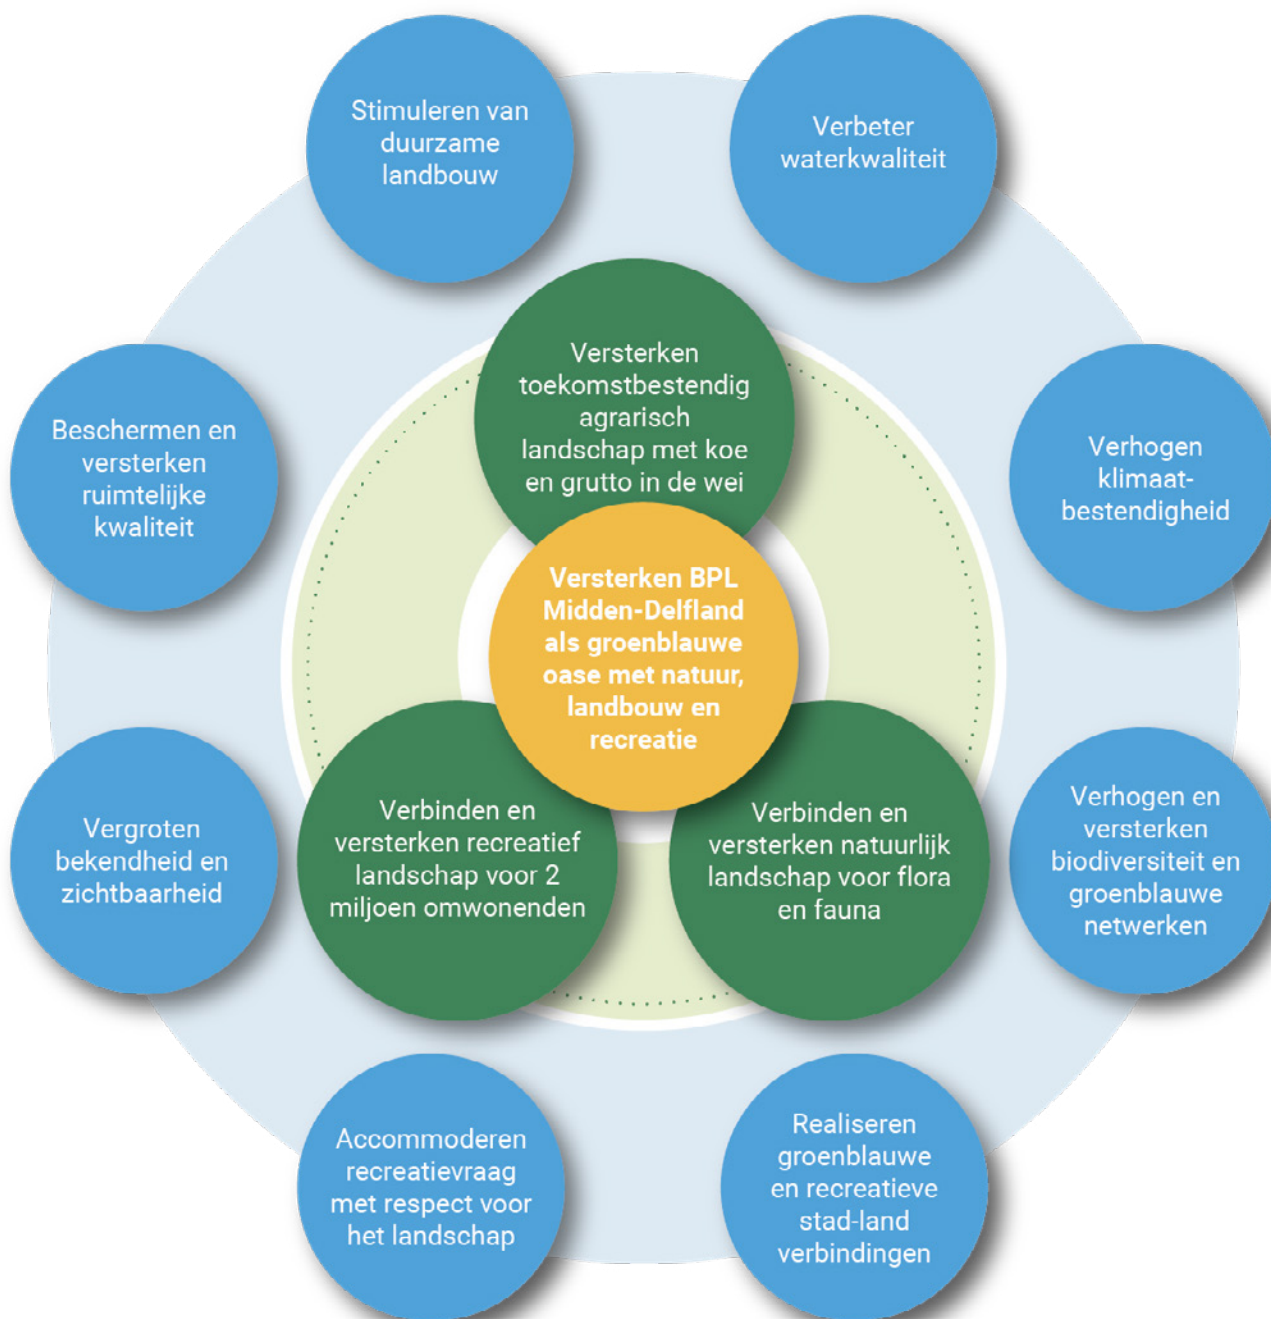 Stimuleren van
duurzame
landbouw
Verbeter
waterkwaliteit
Versterken
toekomstbestendig
agrarisch
landschap met koe
en grutto in de wei
Beschermen en
versterken
ruimtelijke
kwaliteit
Verhogen
klimaat-
bestendigheid
Versterken BPL
Midden-Delfland
als groenblauwe
oase met natuur,
landbouw en
recreatie
Vergroten
bekendheid en
zichtbaarheid
Verbinden en
versterken recreatief
landschap voor 2
miljoen omwonenden
Verbinden en
versterken natuurlijk
landschap voor flora
en fauna
Verhogen en
versterken
biodiversiteit en
groenblauwe
netwerken
Accommoderen
recreatievraag
met respect voor
het landschap
Realiseren
groenblauwe
en recreatieve
stad-land
verbindingen